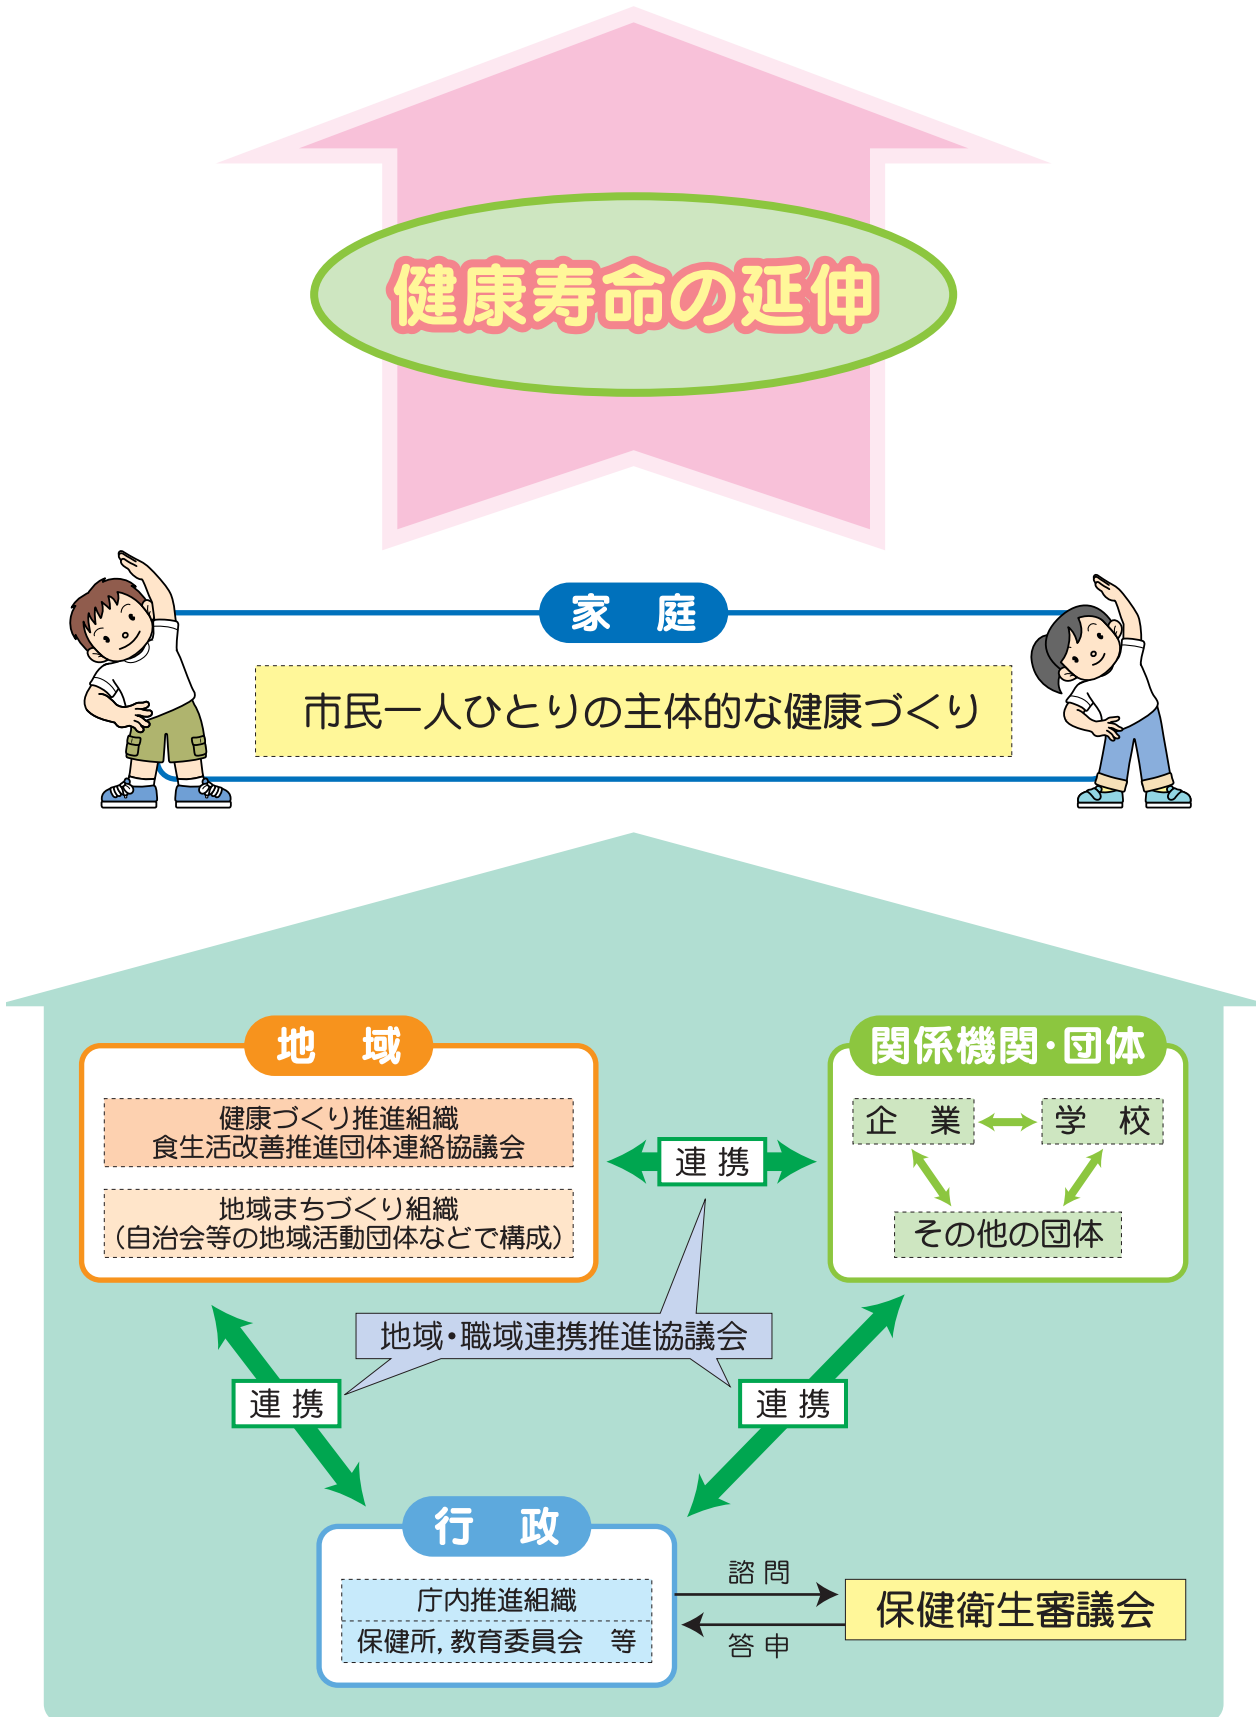 健康寿命の延伸
家 庭
市民一人ひとりの主体的な健康づくり
地 域
健康づくり推進組織
食生活改善推進団体連絡協議会
地域まちづくり組織
(自治会等の地域活動団体などで構成)
連携
関係機関・団体
企 業
学 校
その他の団体
地域・職域連携推進協議会
連携
連携
行 政
庁内推進組織
保健所,教育委員会 等
諮問
答申
保健衛生審議会